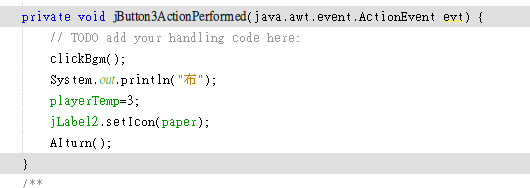 private void jButton3ActionPerformed(java.awt.event.ActionEvent evt) {
// TODO add your handling code here:
clickBgm();
System.out.println("布");
playerTemp=3;
jLabel2.setIcon(paper);
AIturn();
}
/**